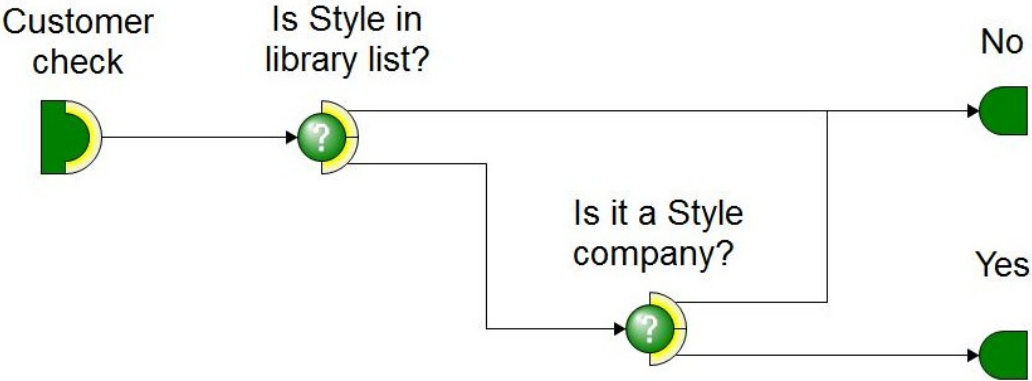 Customer
check
Is Style in
library list?
No
?
Is it a Style
company?
Yes
?